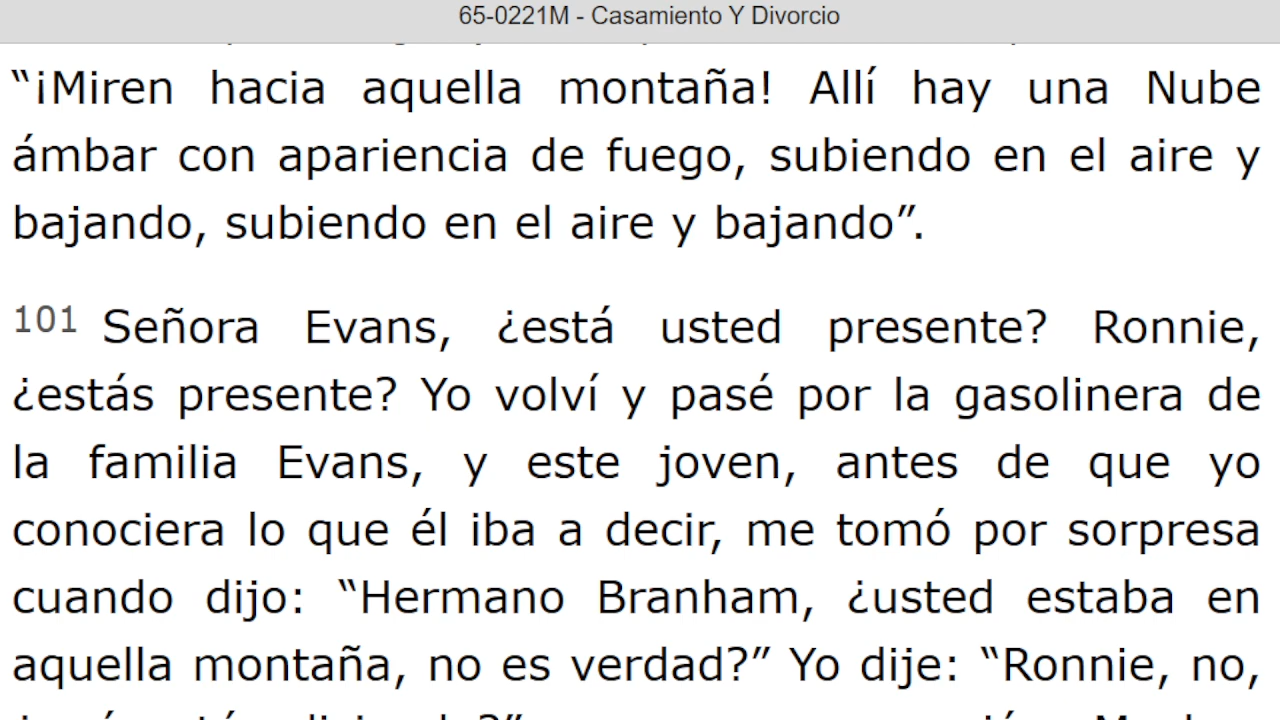 65-0221M - Casamiento Y Divorcio
“¡Miren hacia aquella montaña! Allí hay una Nube
ámbar con apariencia de fuego, subiendo en el aire y
bajando, subiendo en el aire y bajando”.
101 Señora Evans, ¿está usted presente? Ronnie,
¿estás presente? Yo volví y pasé por la gasolinera de
la familia Evans, y este joven, antes de que yo
conociera lo que él iba a decir, me tomó por sorpresa
cuando dijo: “Hermano Branham, ¿usted estaba en
aquella montaña, no es verdad?” Yo dije: “Ronnie, no,